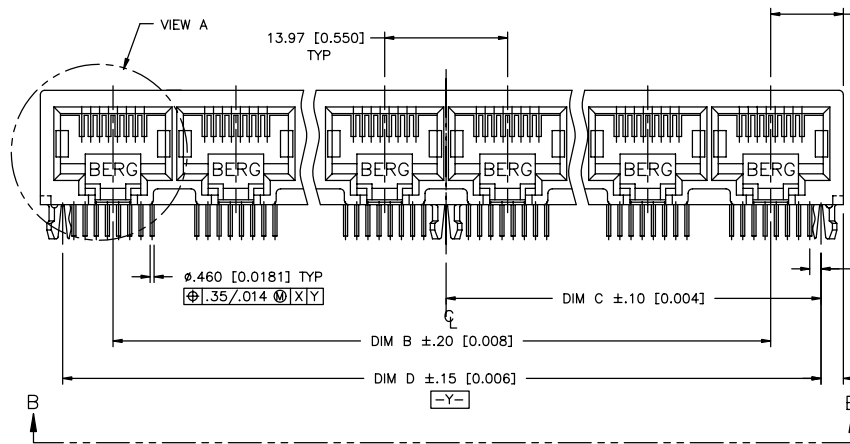 VIEW A
13.97 [0.550]
TYP
BERG BERG BERG BERG BERG BERG
ø.460 [0.0181] TYP
⌖ .35/.014 Ⓜ X Y
DIM C ±.10 [0.004]
CL
DIM B ±.20 [0.008]
DIM D ±.15 [0.006]
-Y-
B